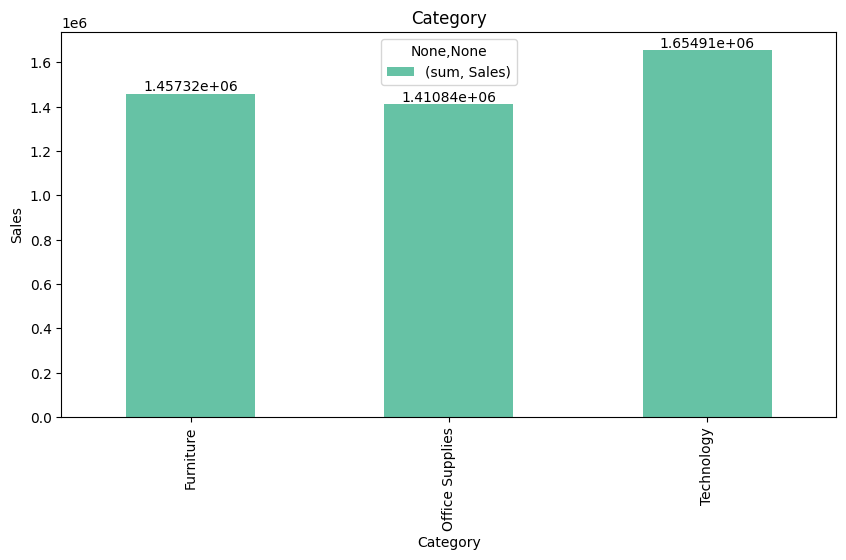 Category
1e6
None,None
(sum, Sales)
1.45732e+06
1.41084e+06
1.65491e+06
1.6
1.4
1.2
1.0
0.8
0.6
0.4
0.2
0.0
Sales
Furniture
Office Supplies
Technology
Category